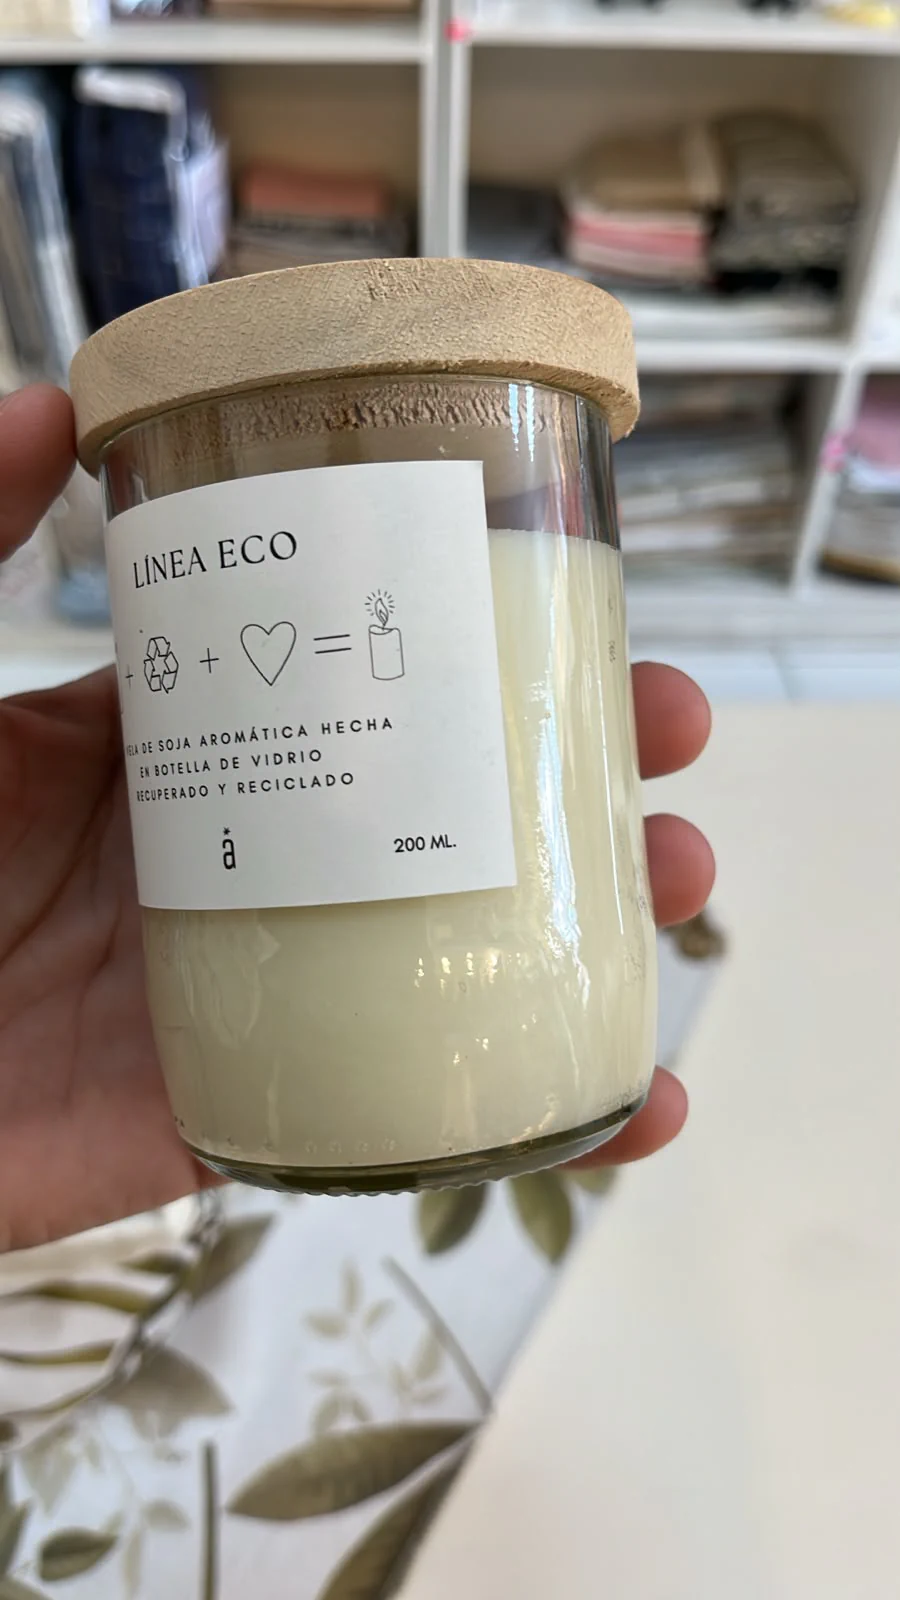 LÍNEA ECO
+ + =
VELA DE SOJA AROMÁTICA HECHA
EN BOTELLA DE VIDRIO
RECUPERADO Y RECICLADO
å
200 ML.